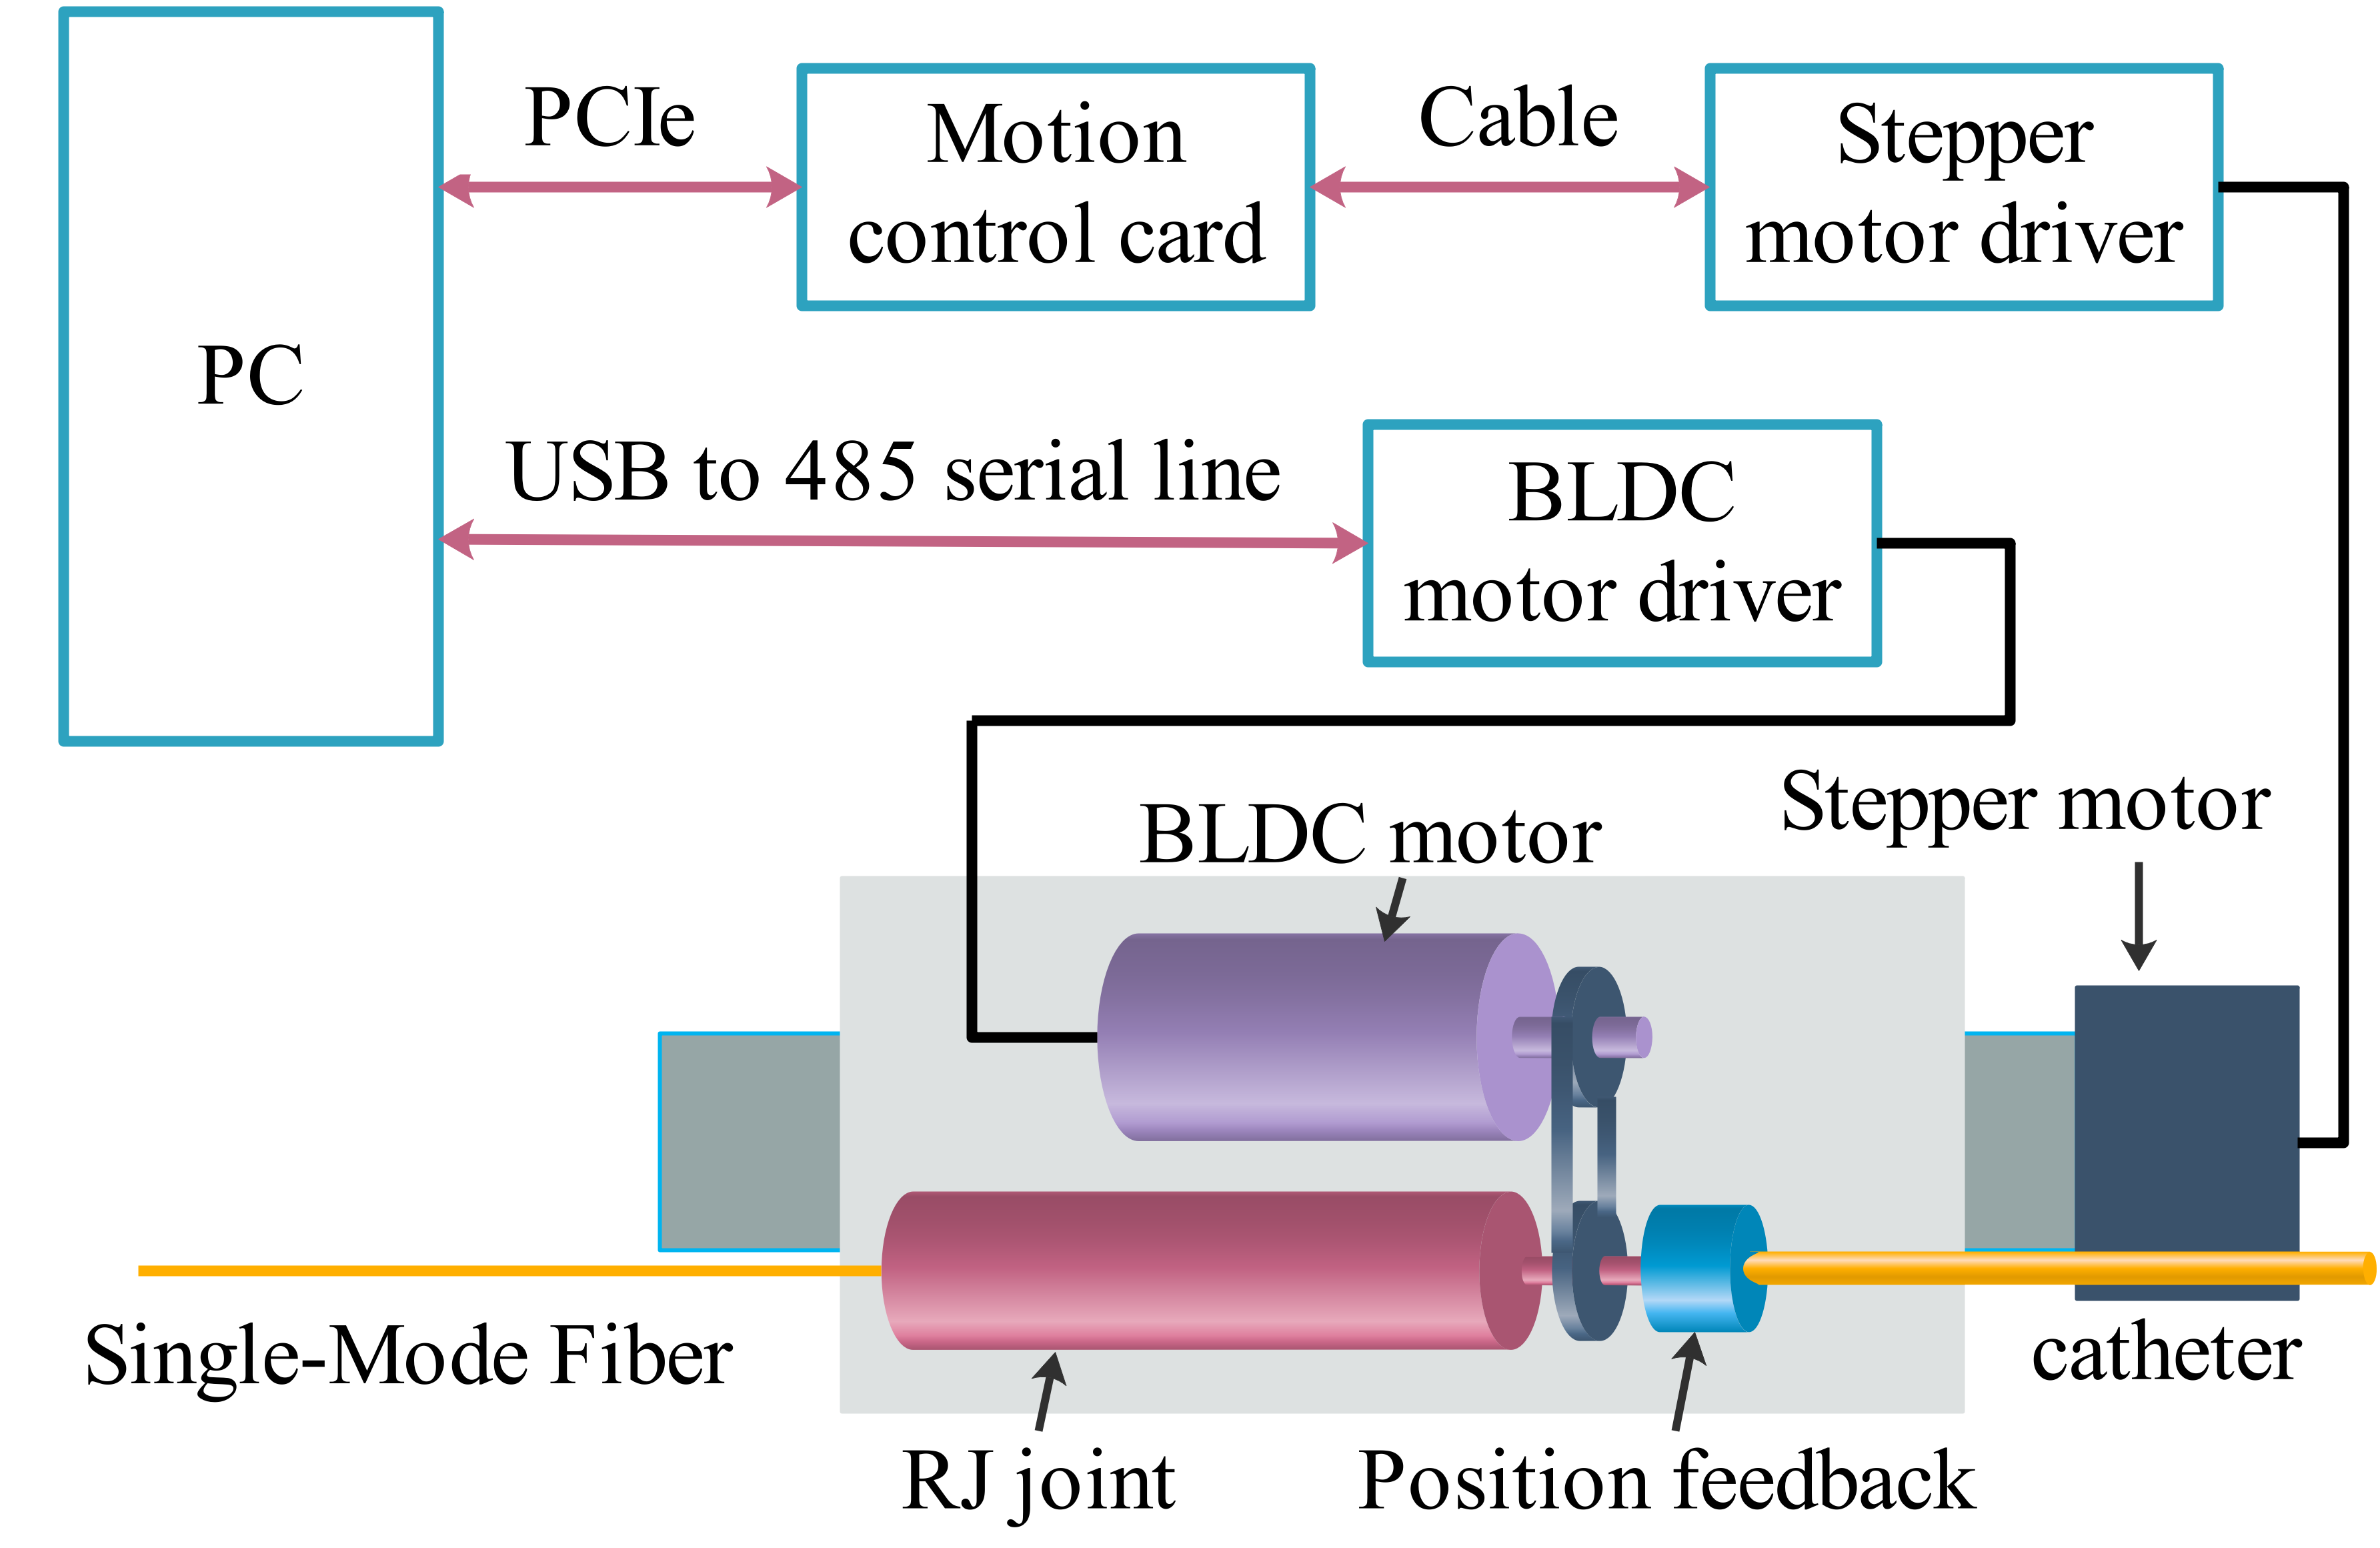 PCIe
Cable
Motion
control card
Stepper
motor driver
PC
USB to 485 serial line
BLDC
motor driver
Stepper motor
BLDC motor
Single-Mode Fiber
catheter
RJ joint
Position feedback